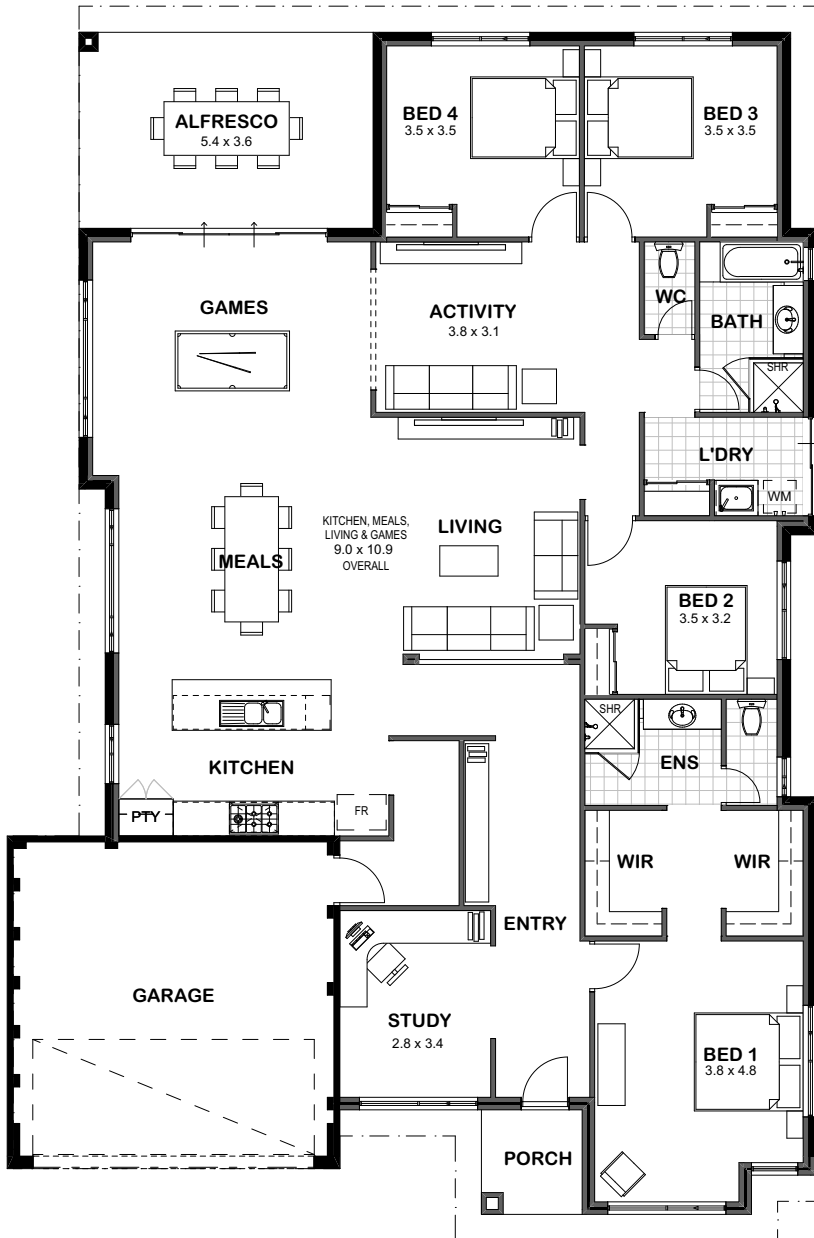 ALFRESCO
5.4 x 3.6
BED 4
3.5 x 3.5
BED 3
3.5 x 3.5
GAMES
ACTIVITY
3.8 x 3.1
WC
BATH
SHR
L'DRY
WM
KITCHEN, MEALS,
LIVING & GAMES
9.0 x 10.9
OVERALL
LIVING
MEALS
BED 2
3.5 x 3.2
SHR
ENS
KITCHEN
PTY
FR
WIR
WIR
ENTRY
GARAGE
STUDY
2.8 x 3.4
BED 1
3.8 x 4.8
PORCH